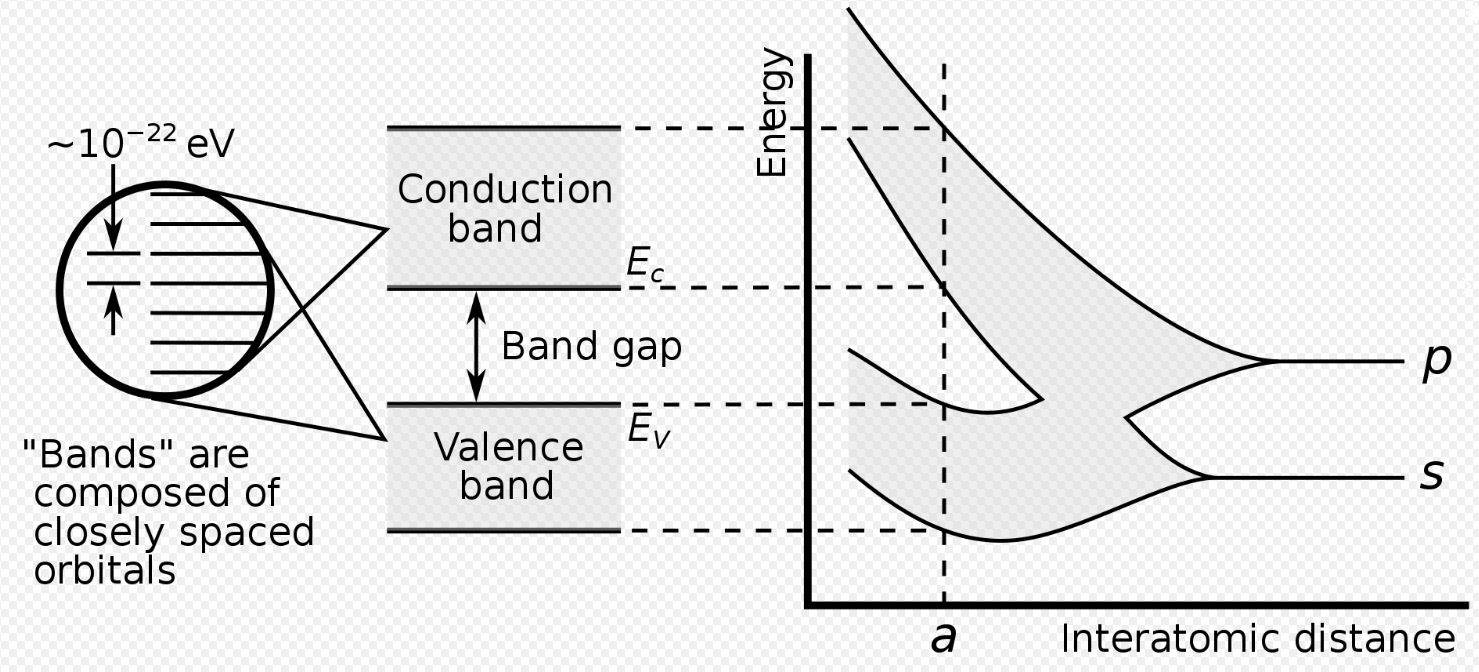 ~10⁻²² eV
"Bands" are
composed of
closely spaced
orbitals
Conduction
band
E_c
Band gap
E_V
Valence
band
Energy
p
s
a
Interatomic distance